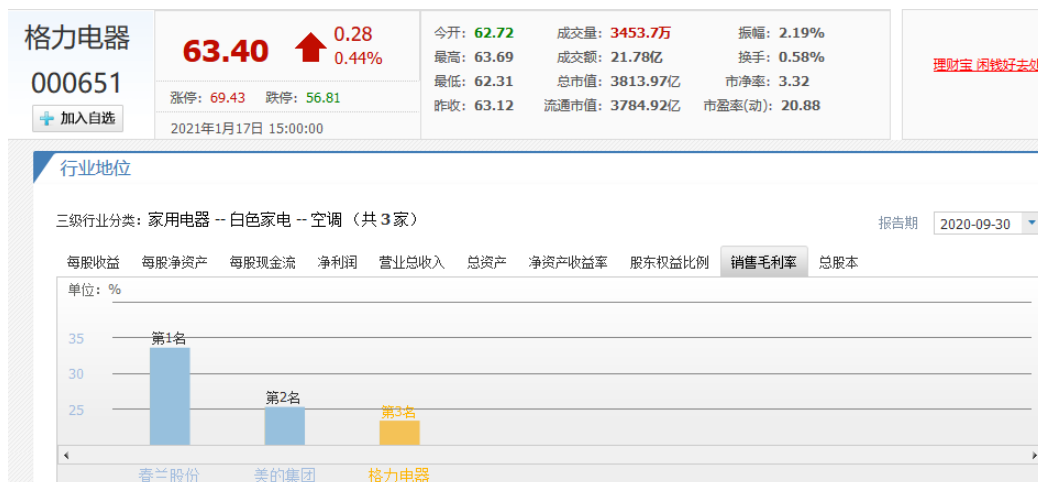 格力电器
000651
加入自选
63.40 0.28
0.44%
涨停: 69.43 跌停: 56.81
2021年1月17日 15:00:00
今开: 62.72 成交量: 3453.7万 振幅: 2.19%
最高: 63.69 成交额: 21.78亿 换手: 0.58%
最低: 62.31 总市值: 3813.97亿 市净率: 3.32
昨收: 63.12 流通市值: 3784.92亿 市盈率(动): 20.88
理财宝 闲钱好去处
行业地位
三级行业分类: 家用电器 -- 白色家电 -- 空调 (共 3 家)
报告期 2020-09-30
每股收益 每股净资产 每股现金流 净利润 营业总收入 总资产 净资产收益率 股东权益比例 销售毛利率 总股本
单位: %
35
30
25
第1名
第2名
第3名
春兰股份 美的集团 格力电器